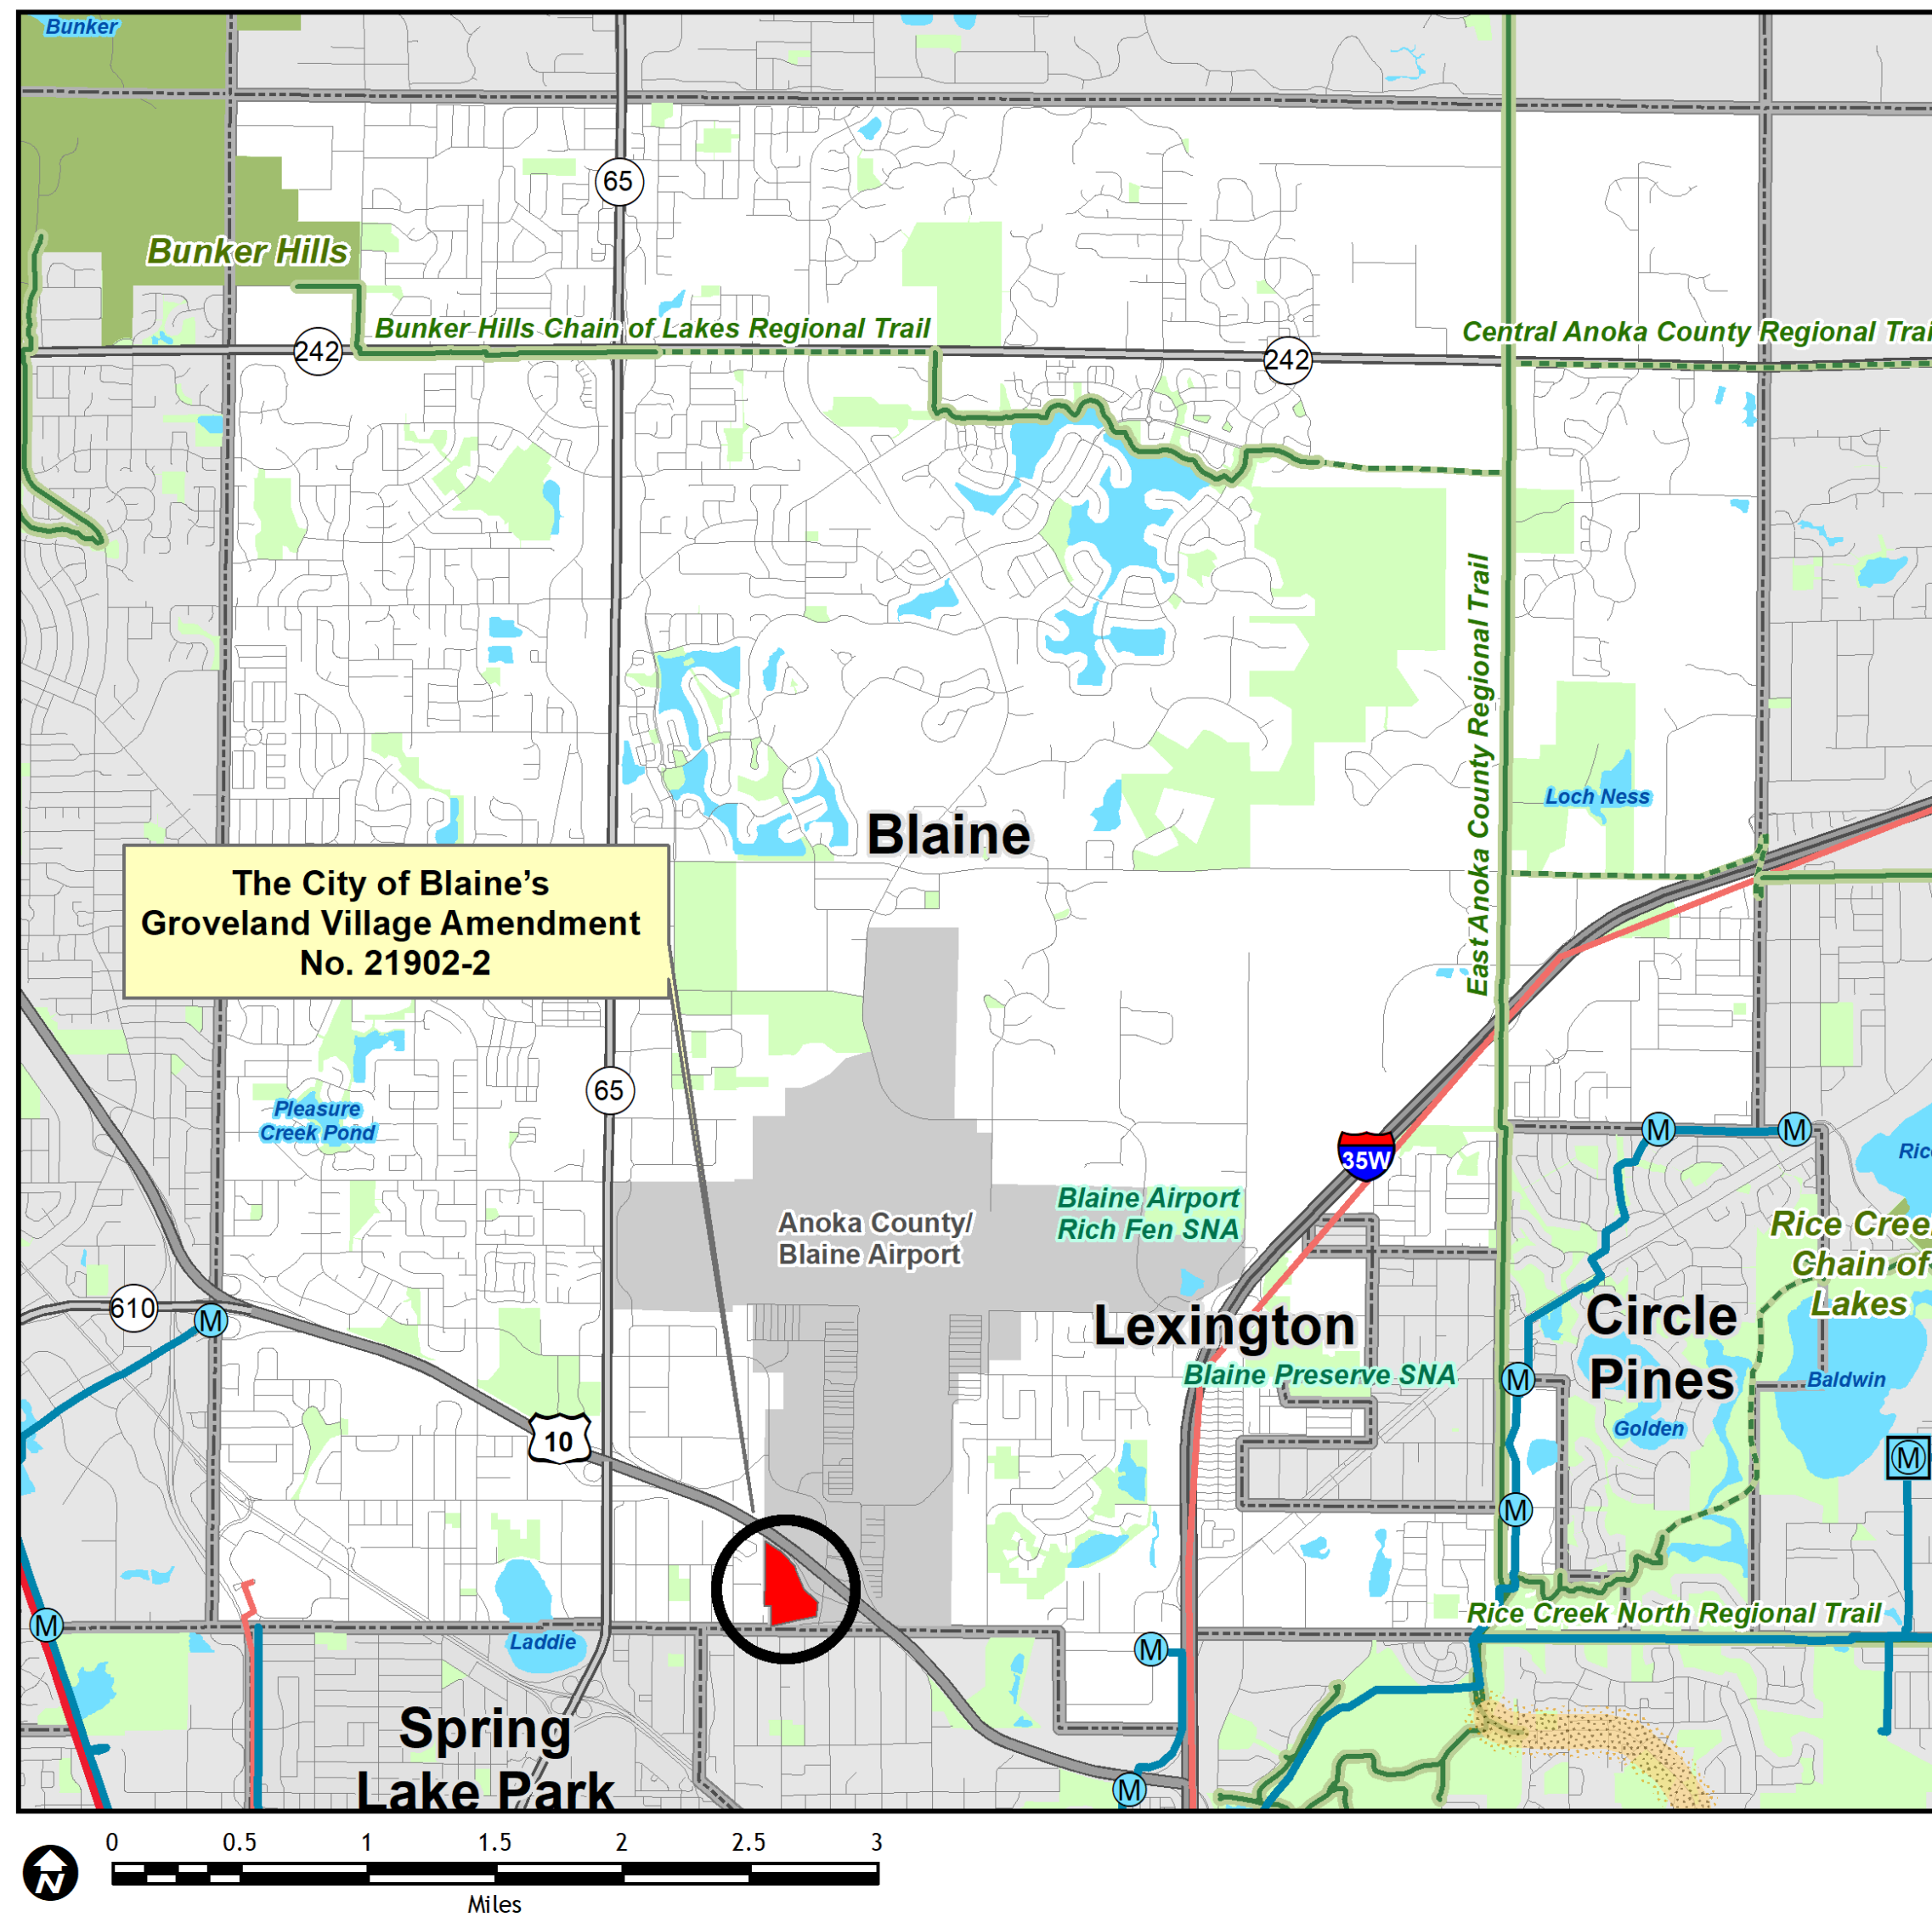 Bunker
65
Bunker Hills
Bunker Hills Chain of Lakes Regional Trail
Central Anoka County Regional Trai
242
242
East Anoka County Regional Trail
Loch Ness
Blaine
The City of Blaine’s
Groveland Village Amendment
No. 21902-2
65
Pleasure
Creek Pond
M
M
35W
Ric
Blaine Airport
Rich Fen SNA
Anoka County/
Blaine Airport
Rice Cree
Chain of
Lakes
610
M
Lexington
Circle
Pines
Blaine Preserve SNA
M
Baldwin
Golden
10
M
M
Rice Creek North Regional Trail
M
Laddie
M
Spring
Lake Park
M
N
0 0.5 1 1.5 2 2.5 3
Miles